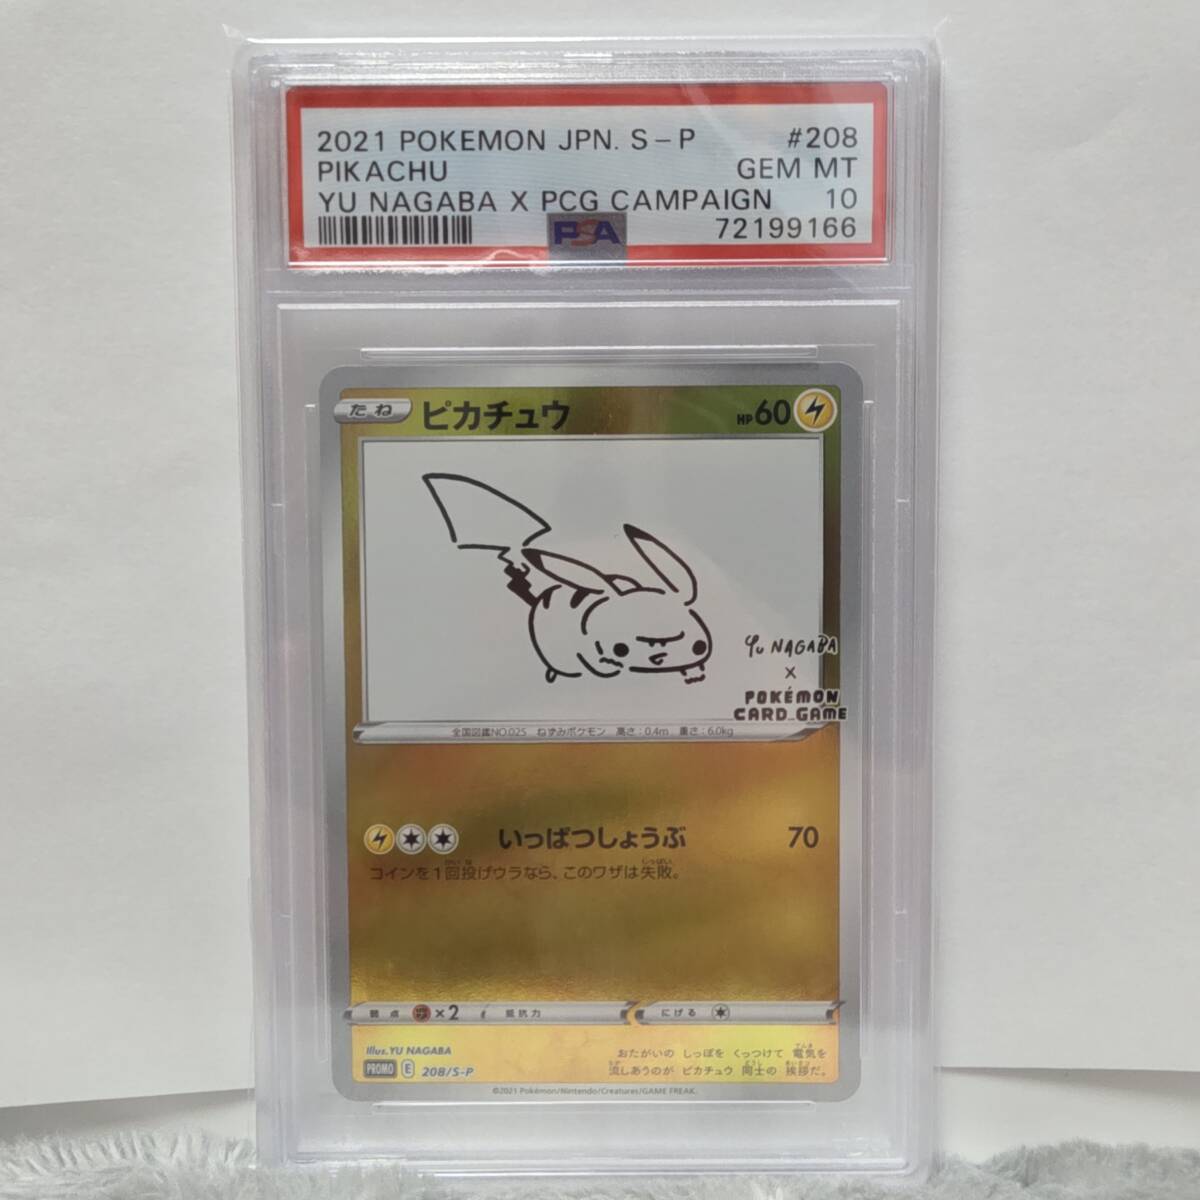 2021 POKEMON JPN. S-P #208
PIKACHU GEM MT
YU NAGABA X PCG CAMPAIGN 10
PSA 72199166
たね ピカチュウ HP60
YU NAGABA
X
POKÉMON
CARD GAME
全国図鑑NO.025 ねずみポケモン 高さ:0.4m 重さ:6.0kg
いっぱつしょうぶ 70
コインを1回投げウラなら、このワザは失敗。
弱点 ×2 抵抗力 にげる
Illus.YU NAGABA
おたがいの しっぽを くっつけて 電気を
PROMO E 208/S-P 流しあうのが ピカチュウ 同士の 挨拶だ。
©2021 Pokémon/Nintendo/Creatures/GAME FREAK.